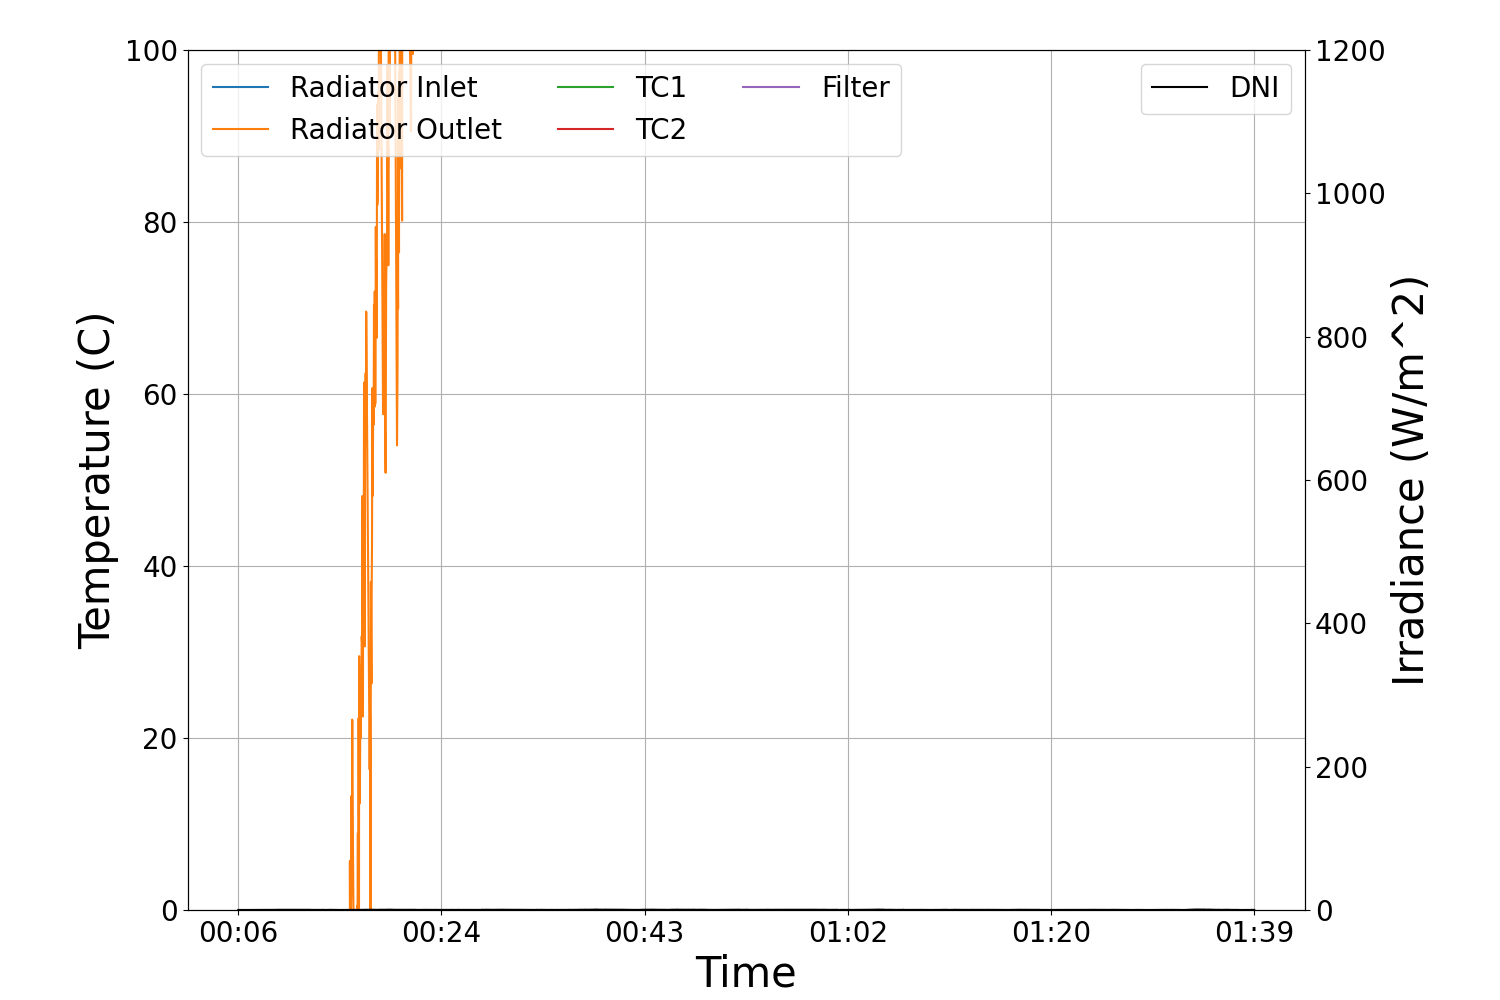 100
80
60
40
20
0
Temperature (C)
Radiator Inlet
Radiator Outlet
TC1
TC2
Filter
DNI
1200
1000
800
600
400
200
0
Irradiance (W/m^2)
00:06 00:24 00:43 01:02 01:20 01:39
Time